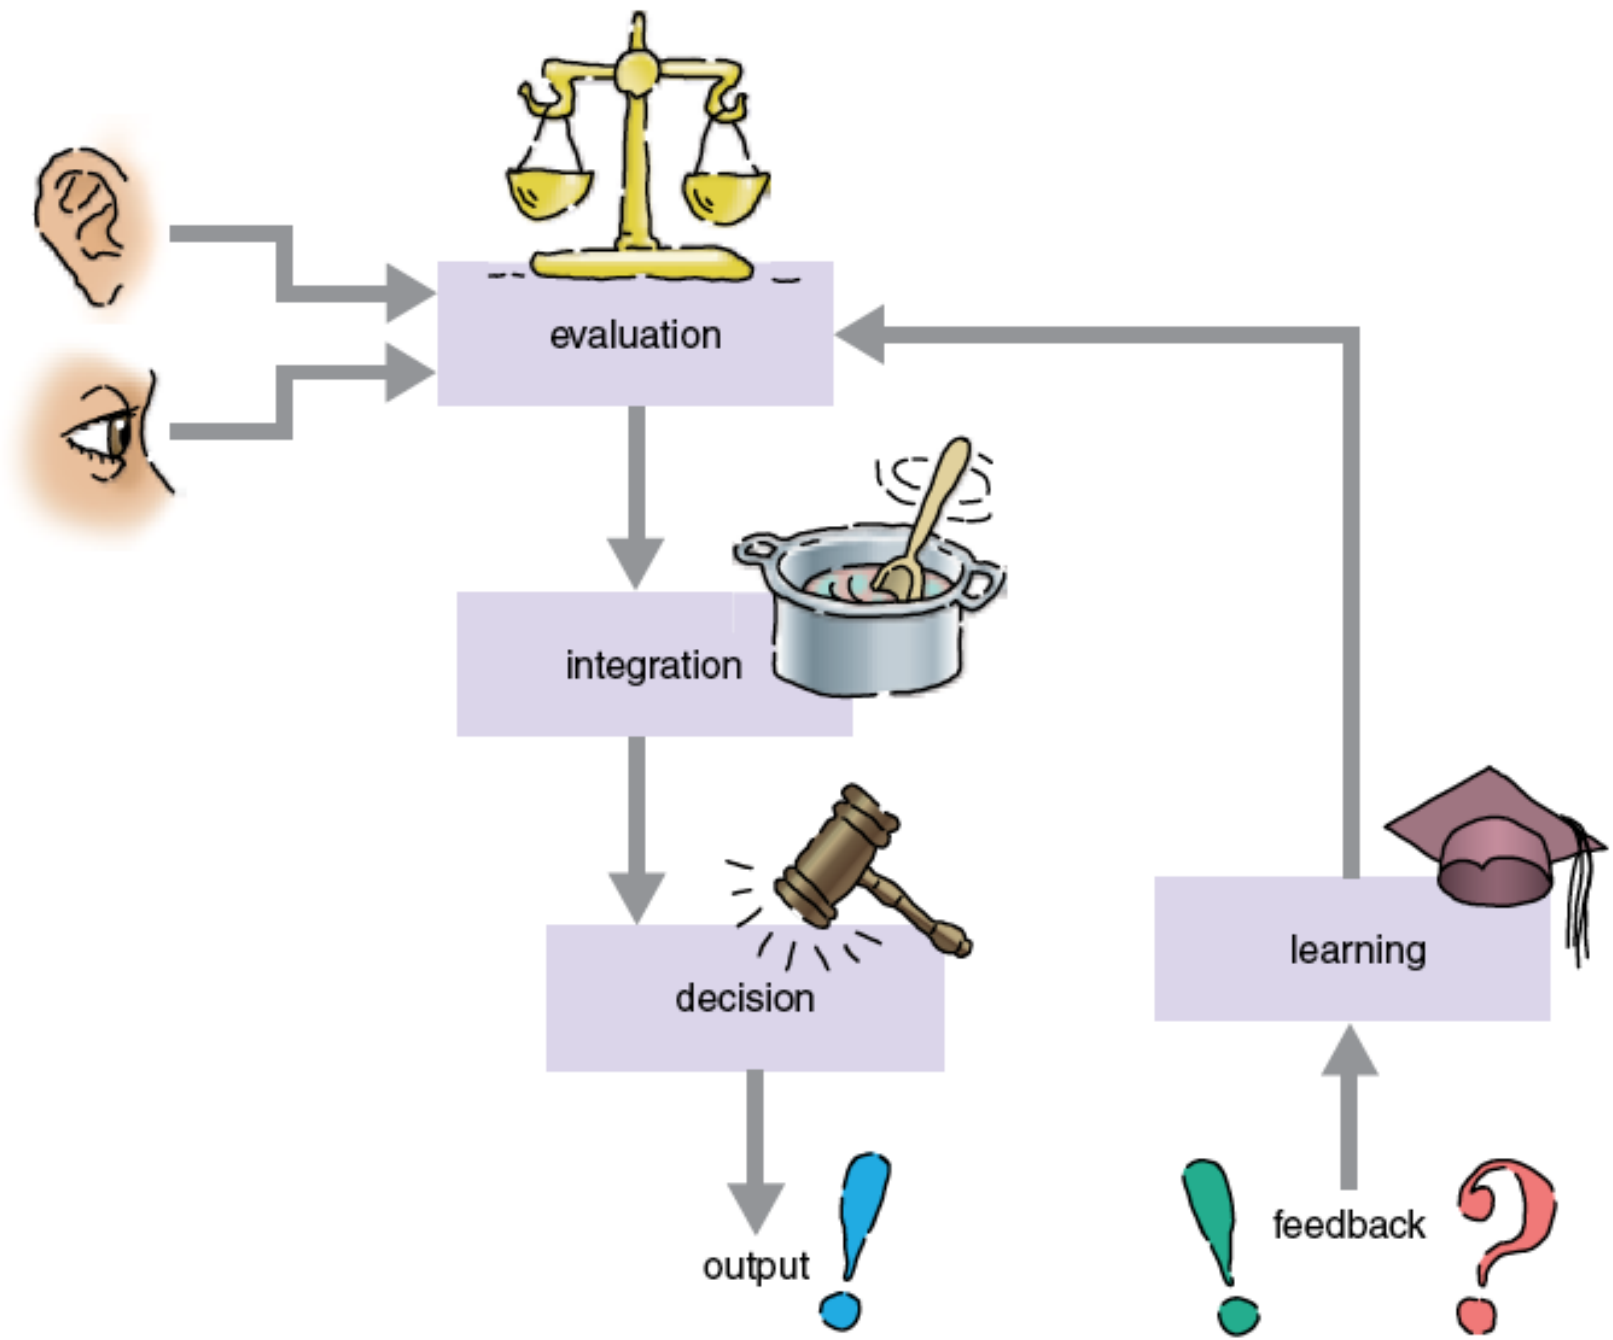 evaluation
integration
decision
learning
output
feedback